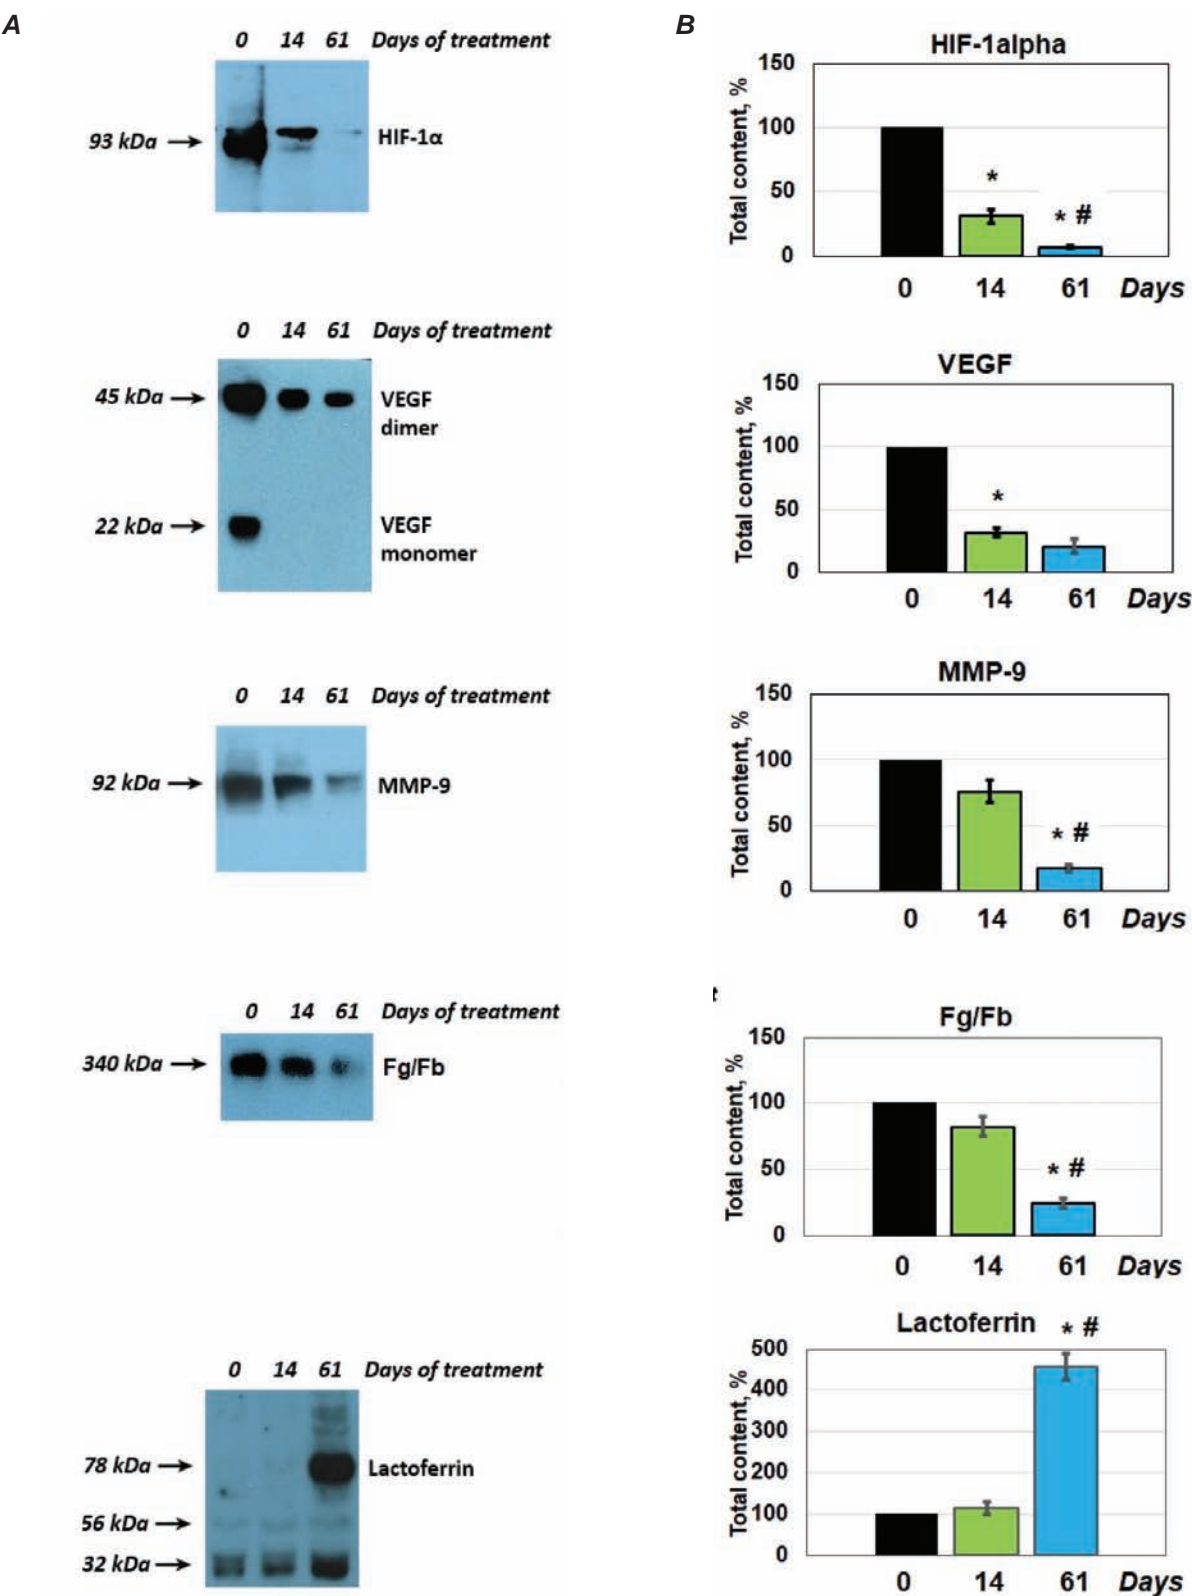 A
0 14 61 Days of treatment
93 kDa
HIF-1α
0 14 61 Days of treatment
45 kDa
VEGF
dimer
22 kDa
VEGF
monomer
0 14 61 Days of treatment
92 kDa
MMP-9
0 14 61 Days of treatment
340 kDa
Fg/Fb
0 14 61 Days of treatment
78 kDa
Lactoferrin
56 kDa
32 kDa
B
HIF-1alpha
Total content, %
150
100
50
0
*
* #
0 14 61 Days
VEGF
Total content, %
150
100
50
0
*
0 14 61 Days
MMP-9
Total content, %
150
100
50
0
* #
0 14 61 Days
Fg/Fb
Total content, %
150
100
50
0
* #
0 14 61 Days
Lactoferrin
* #
Total content, %
500
400
300
200
100
0
0 14 61 Days